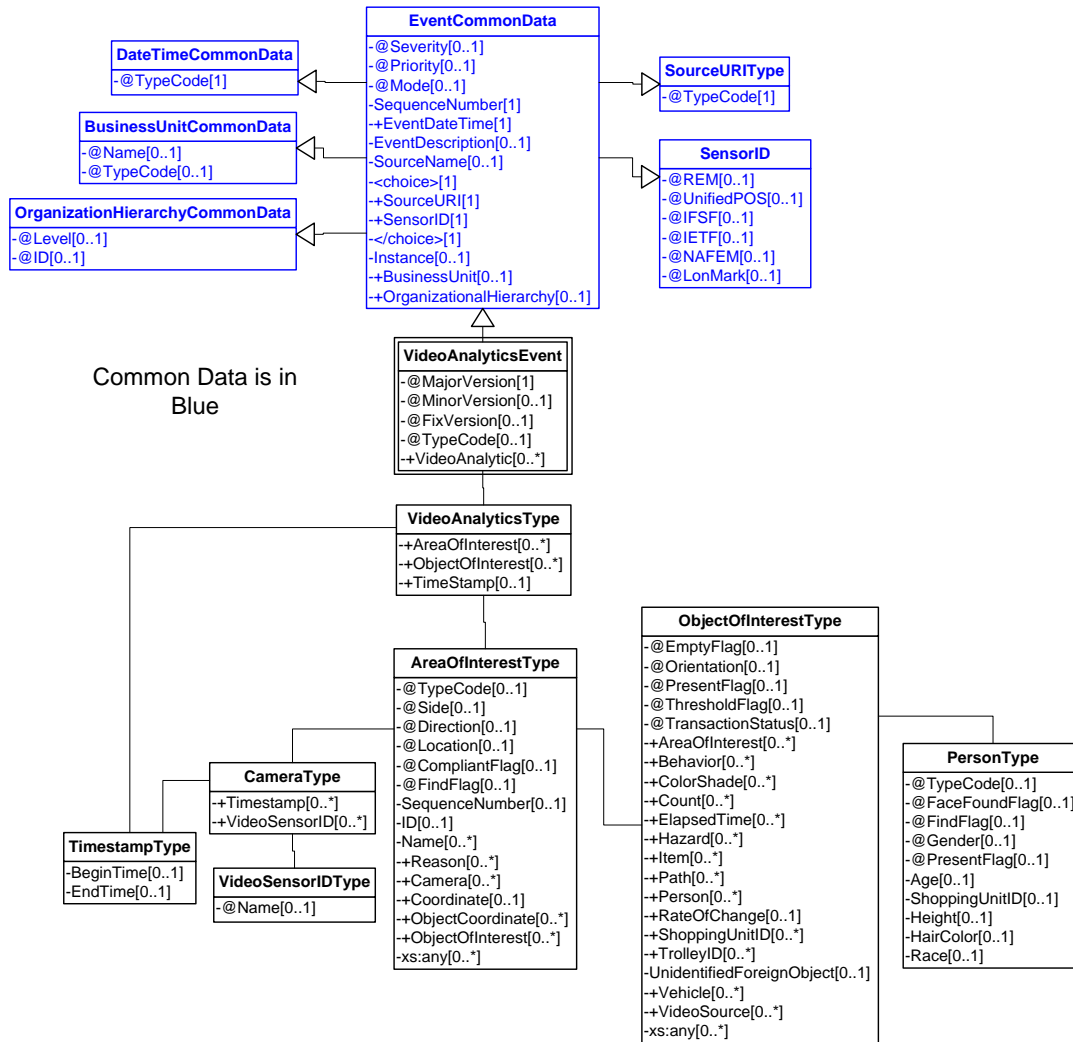 EventCommonData
-@Severity[0..1]
-@Priority[0..1]
-@Mode[0..1]
-SequenceNumber[1]
-+EventDateTime[1]
-EventDescription[0..1]
-SourceName[0..1]
-<choice>[1]
-+SourceURI[1]
-+SensorID[1]
-</choice>[1]
-Instance[0..1]
-+BusinessUnit[0..1]
-+OrganizationalHierarchy[0..1]
DateTimeCommonData
-@TypeCode[1]
BusinessUnitCommonData
-@Name[0..1]
-@TypeCode[0..1]
OrganizationHierarchyCommonData
-@Level[0..1]
-@ID[0..1]
SourceURIType
-@TypeCode[1]
SensorID
-@REM[0..1]
-@UnifiedPOS[0..1]
-@IFSF[0..1]
-@IETF[0..1]
-@NAFEM[0..1]
-@LonMark[0..1]
Common Data is in
Blue
VideoAnalyticsEvent
-@MajorVersion[1]
-@MinorVersion[0..1]
-@FixVersion[0..1]
-@TypeCode[0..1]
-+VideoAnalytic[0..*]
VideoAnalyticsType
-+AreaOfInterest[0..*]
-+ObjectOfInterest[0..*]
-+TimeStamp[0..1]
AreaOfInterestType
-@TypeCode[0..1]
-@Side[0..1]
-@Direction[0..1]
-@Location[0..1]
-@CompliantFlag[0..1]
-@FindFlag[0..1]
-SequenceNumber[0..1]
-ID[0..1]
-Name[0..*]
-+Reason[0..*]
-+Camera[0..*]
-+Coordinate[0..1]
-+ObjectCoordinate[0..*]
-+ObjectOfInterest[0..*]
-xs:any[0..*]
CameraType
-+Timestamp[0..*]
-+VideoSensorID[0..*]
TimestampType
-BeginTime[0..1]
-EndTime[0..1]
VideoSensorIDType
-@Name[0..1]
ObjectOfInterestType
-@EmptyFlag[0..1]
-@Orientation[0..1]
-@PresentFlag[0..1]
-@ThresholdFlag[0..1]
-@TransactionStatus[0..1]
-+AreaOfInterest[0..*]
-+Behavior[0..*]
-+ColorShade[0..*]
-+Count[0..*]
-+ElapsedTime[0..*]
-+Hazard[0..*]
-+Item[0..*]
-+Path[0..*]
-+Person[0..*]
-+RateOfChange[0..1]
-+ShoppingUnitID[0..*]
-+TrolleyID[0..*]
-UnidentifiedForeignObject[0..1]
-+Vehicle[0..*]
-+VideoSource[0..*]
-xs:any[0..*]
PersonType
-@TypeCode[0..1]
-@FaceFoundFlag[0..1]
-@FindFlag[0..1]
-@Gender[0..1]
-@PresentFlag[0..1]
-Age[0..1]
-ShoppingUnitID[0..1]
-Height[0..1]
-HairColor[0..1]
-Race[0..1]